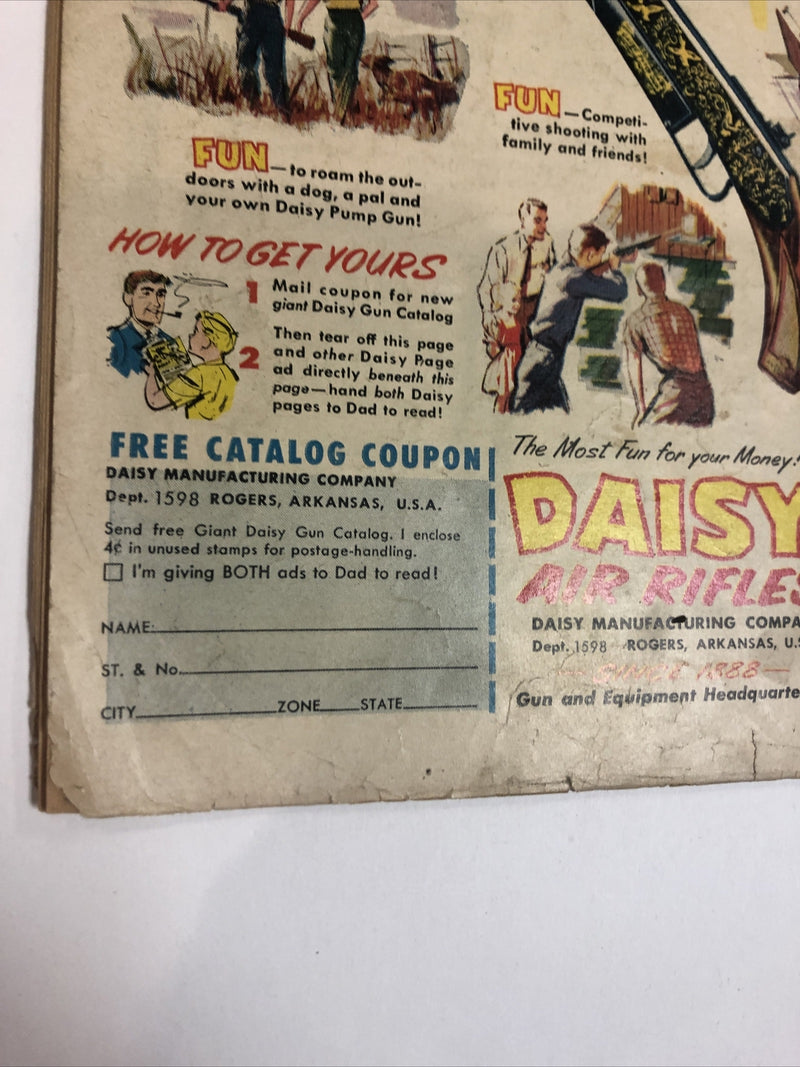 FUN—to roam the out-
doors with a dog, a pal and
your own Daisy Pump Gun!
FUN—Competi-
tive shooting with
family and friends!
HOW TO GET YOURS
1 Mail coupon for new
giant Daisy Gun Catalog
2 Then tear off this page
and other Daisy Page
ad directly beneath this
page—hand both Daisy
pages to Dad to read!
FREE CATALOG COUPON
DAISY MANUFACTURING COMPANY
Dept. 1598 ROGERS, ARKANSAS, U.S.A.
Send free Giant Daisy Gun Catalog. I enclose
4¢ in unused stamps for postage-handling.
I'm giving BOTH ads to Dad to read!
NAME:
ST. & No.
CITY ZONE STATE
The Most Fun for your Money!
DAISY
AIR RIFLES
DAISY MANUFACTURING COMPA
Dept. 1598 ROGERS, ARKANSAS, U.S
—SINCE 1888—
Gun and Equipment Headquarte